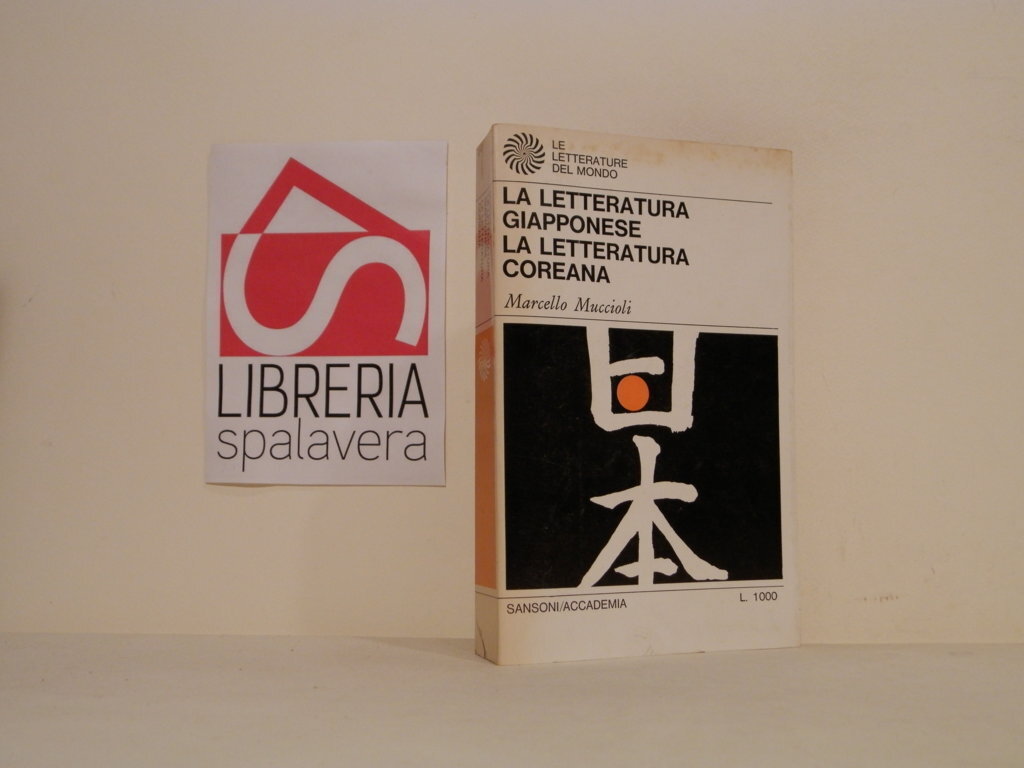 LIBRERIA
spalavera
LE
LETTERATURE
DEL MONDO
LA LETTERATURA
GIAPPONESE
LA LETTERATURA
COREANA
Marcello Muccioli
日
本
SANSONI/ACCADEMIA
L. 1000